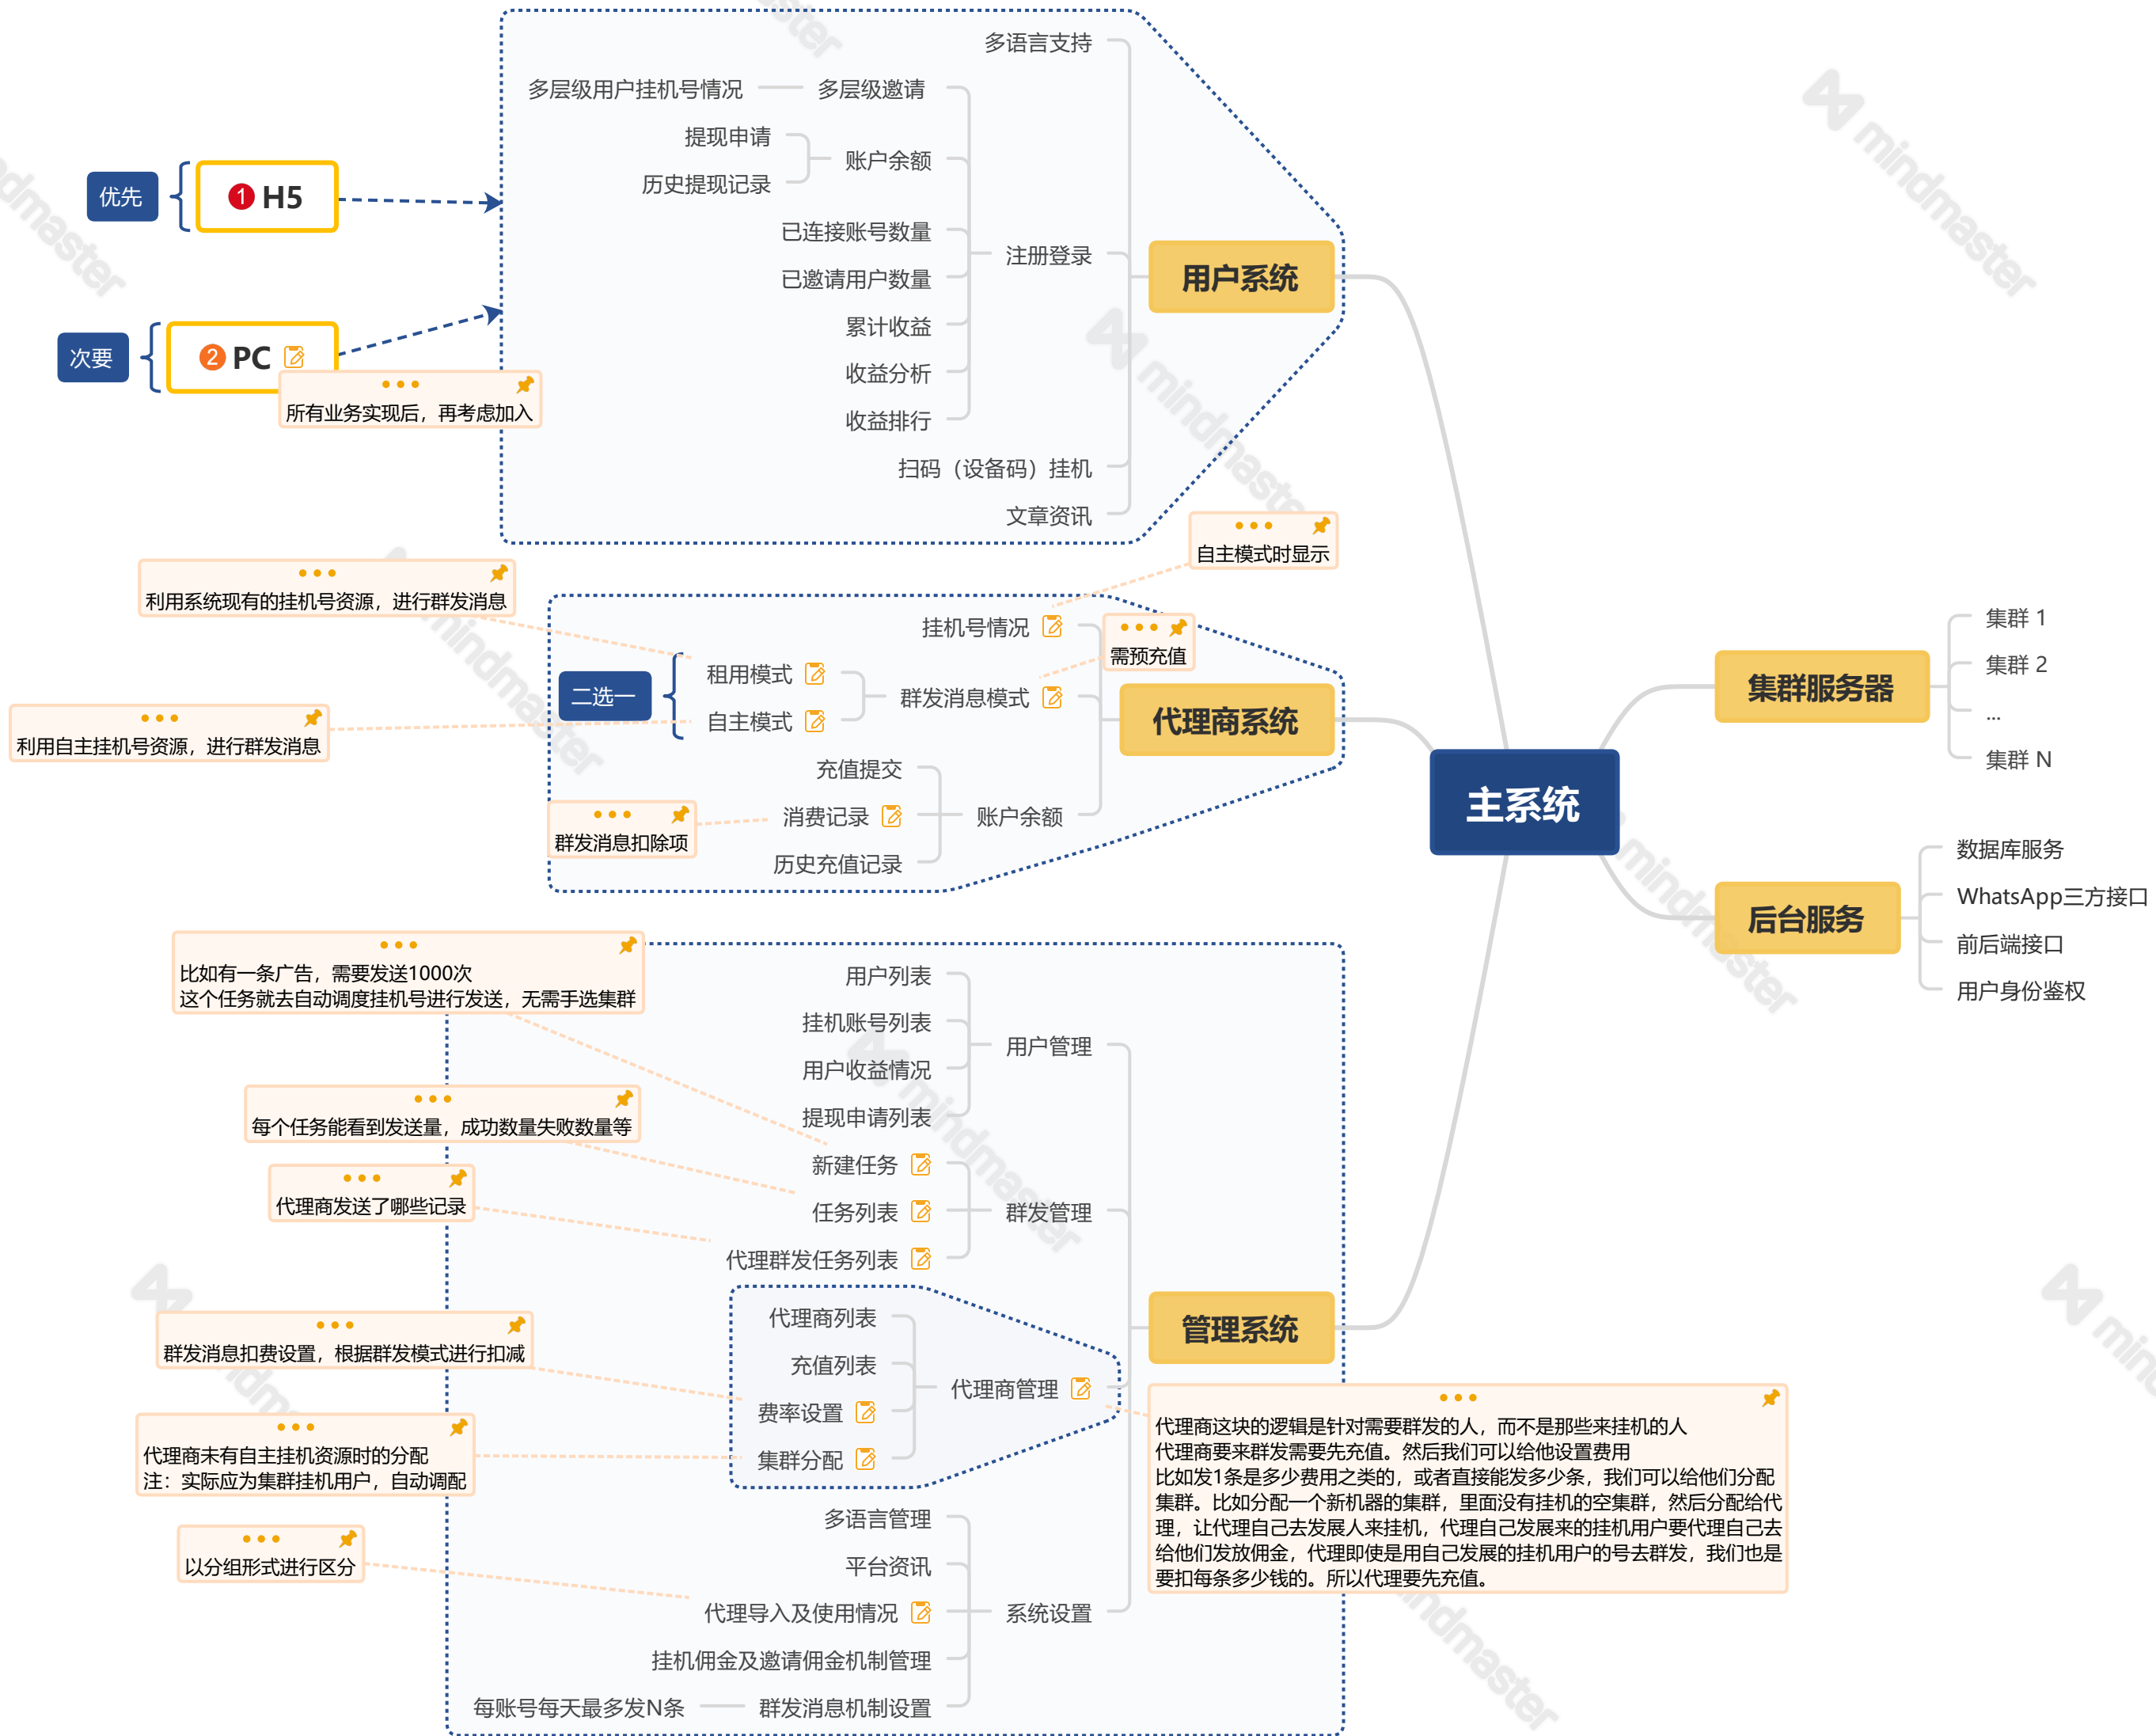 优先
1 H5
次要
2 PC
所有业务实现后，再考虑加入
多语言支持
多层级用户挂机号情况
多层级邀请
提现申请
历史提现记录
账户余额
已连接账号数量
已邀请用户数量
累计收益
收益分析
收益排行
注册登录
扫码（设备码）挂机
文章资讯
用户系统
自主模式时显示
利用系统现有的挂机号资源，进行群发消息
挂机号情况
需预充值
二选一
租用模式
自主模式
群发消息模式
利用自主挂机号资源，进行群发消息
代理商系统
充值提交
消费记录
历史充值记录
账户余额
群发消息扣除项
主系统
集群服务器
集群 1
集群 2
...
集群 N
后台服务
数据库服务
WhatsApp三方接口
前后端接口
用户身份鉴权
比如有一条广告，需要发送1000次
这个任务就去自动调度挂机号进行发送，无需手选集群
用户列表
挂机账号列表
用户收益情况
提现申请列表
用户管理
每个任务能看到发送量，成功数量失败数量等
代理商发送了哪些记录
新建任务
任务列表
代理群发任务列表
群发管理
管理系统
群发消息扣费设置，根据群发模式进行扣减
代理商列表
充值列表
费率设置
集群分配
代理商管理
代理商未有自主挂机资源时的分配
注：实际应为集群挂机用户，自动调配
代理商这块的逻辑是针对需要群发的人，而不是那些来挂机的人
代理商要来群发需要先充值。然后我们可以给他设置费用
比如发1条是多少费用之类的，或者直接能发多少条，我们可以给他们分配
集群。比如分配一个新机器的集群，里面没有挂机的空集群，然后分配给代
理，让代理自己去发展人来挂机，代理自己发展来的挂机用户要代理自己去
给他们发放佣金，代理即使是用自己发展的挂机用户的号去群发，我们也是
要扣每条多少钱的。所以代理要先充值。
以分组形式进行区分
多语言管理
平台资讯
代理导入及使用情况
挂机佣金及邀请佣金机制管理
每账号每天最多发N条
群发消息机制设置
系统设置
mindmaster
mindmaster
mindmaster
mindmaster
mindmaster
mindmaster